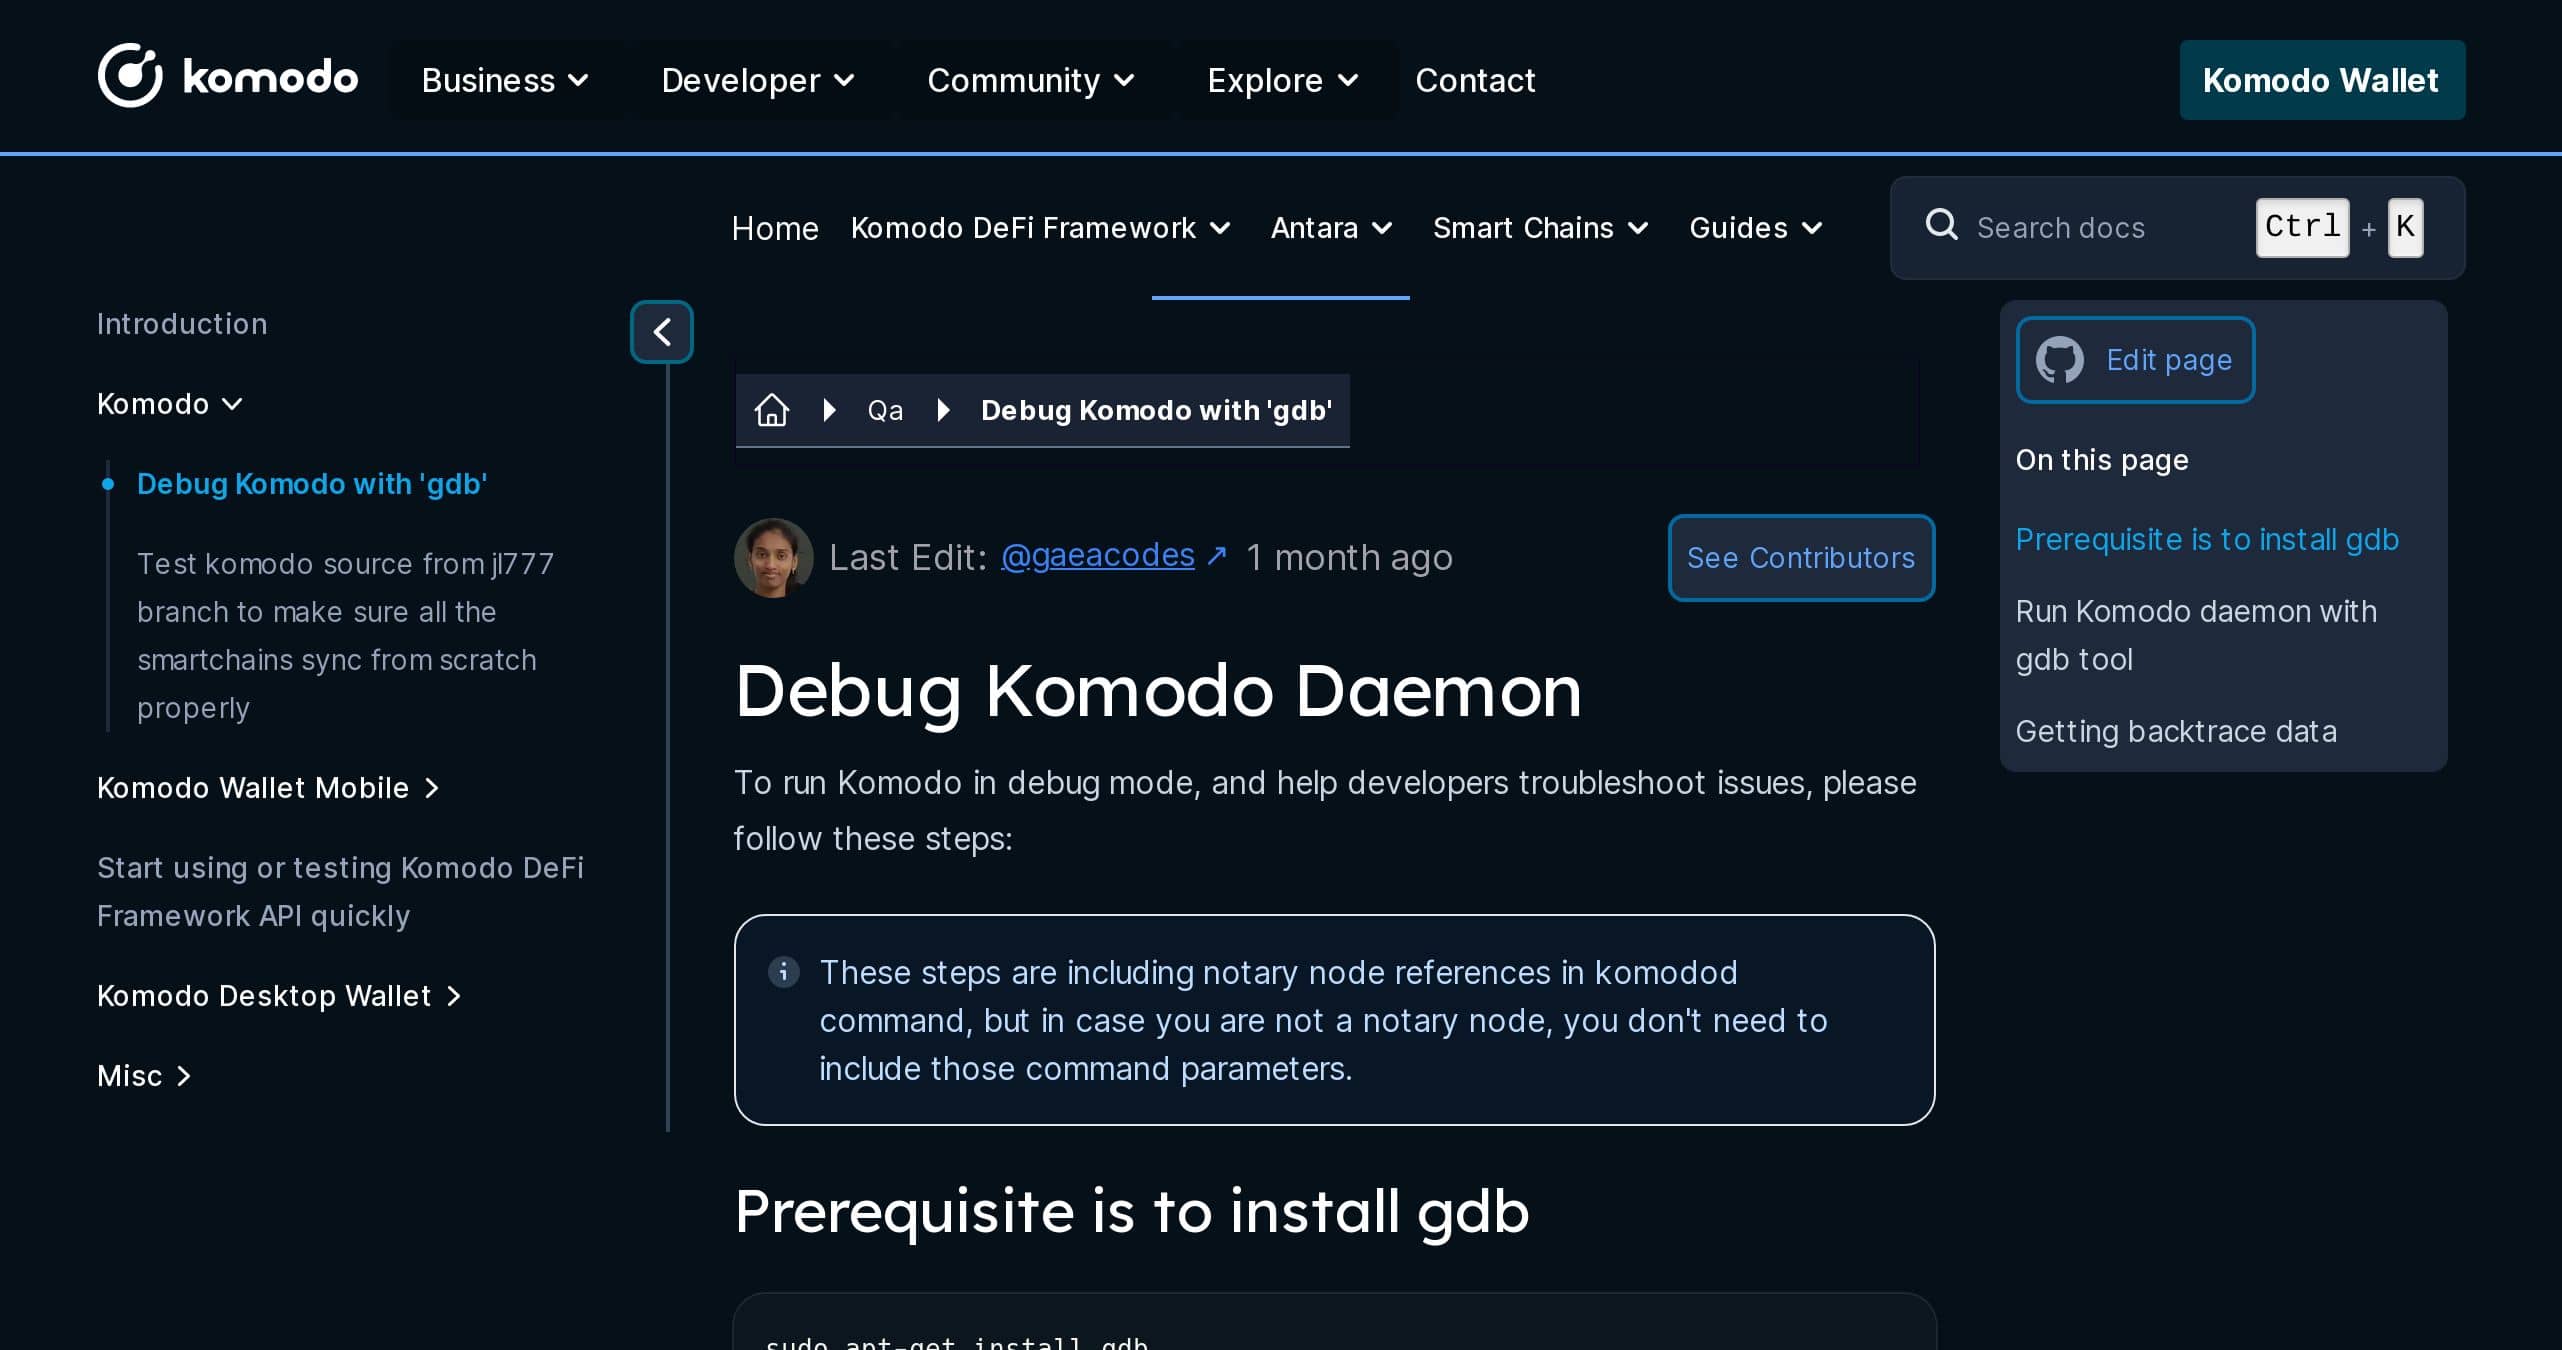 komodo
Business
Developer
Community
Explore
Contact
Komodo Wallet
Home
Komodo DeFi Framework
Antara
Smart Chains
Guides
Search docs
Ctrl + K
Introduction
Komodo
Debug Komodo with 'gdb'
Test komodo source from jl777
branch to make sure all the
smartchains sync from scratch
properly
Komodo Wallet Mobile
Start using or testing Komodo DeFi
Framework API quickly
Komodo Desktop Wallet
Misc
Qa
Debug Komodo with 'gdb'
Last Edit: @gaeacodes ↗ 1 month ago
See Contributors
Debug Komodo Daemon
To run Komodo in debug mode, and help developers troubleshoot issues, please
follow these steps:
These steps are including notary node references in komodod
command, but in case you are not a notary node, you don't need to
include those command parameters.
Prerequisite is to install gdb
sudo apt-get install gdb
Edit page
On this page
Prerequisite is to install gdb
Run Komodo daemon with
gdb tool
Getting backtrace data